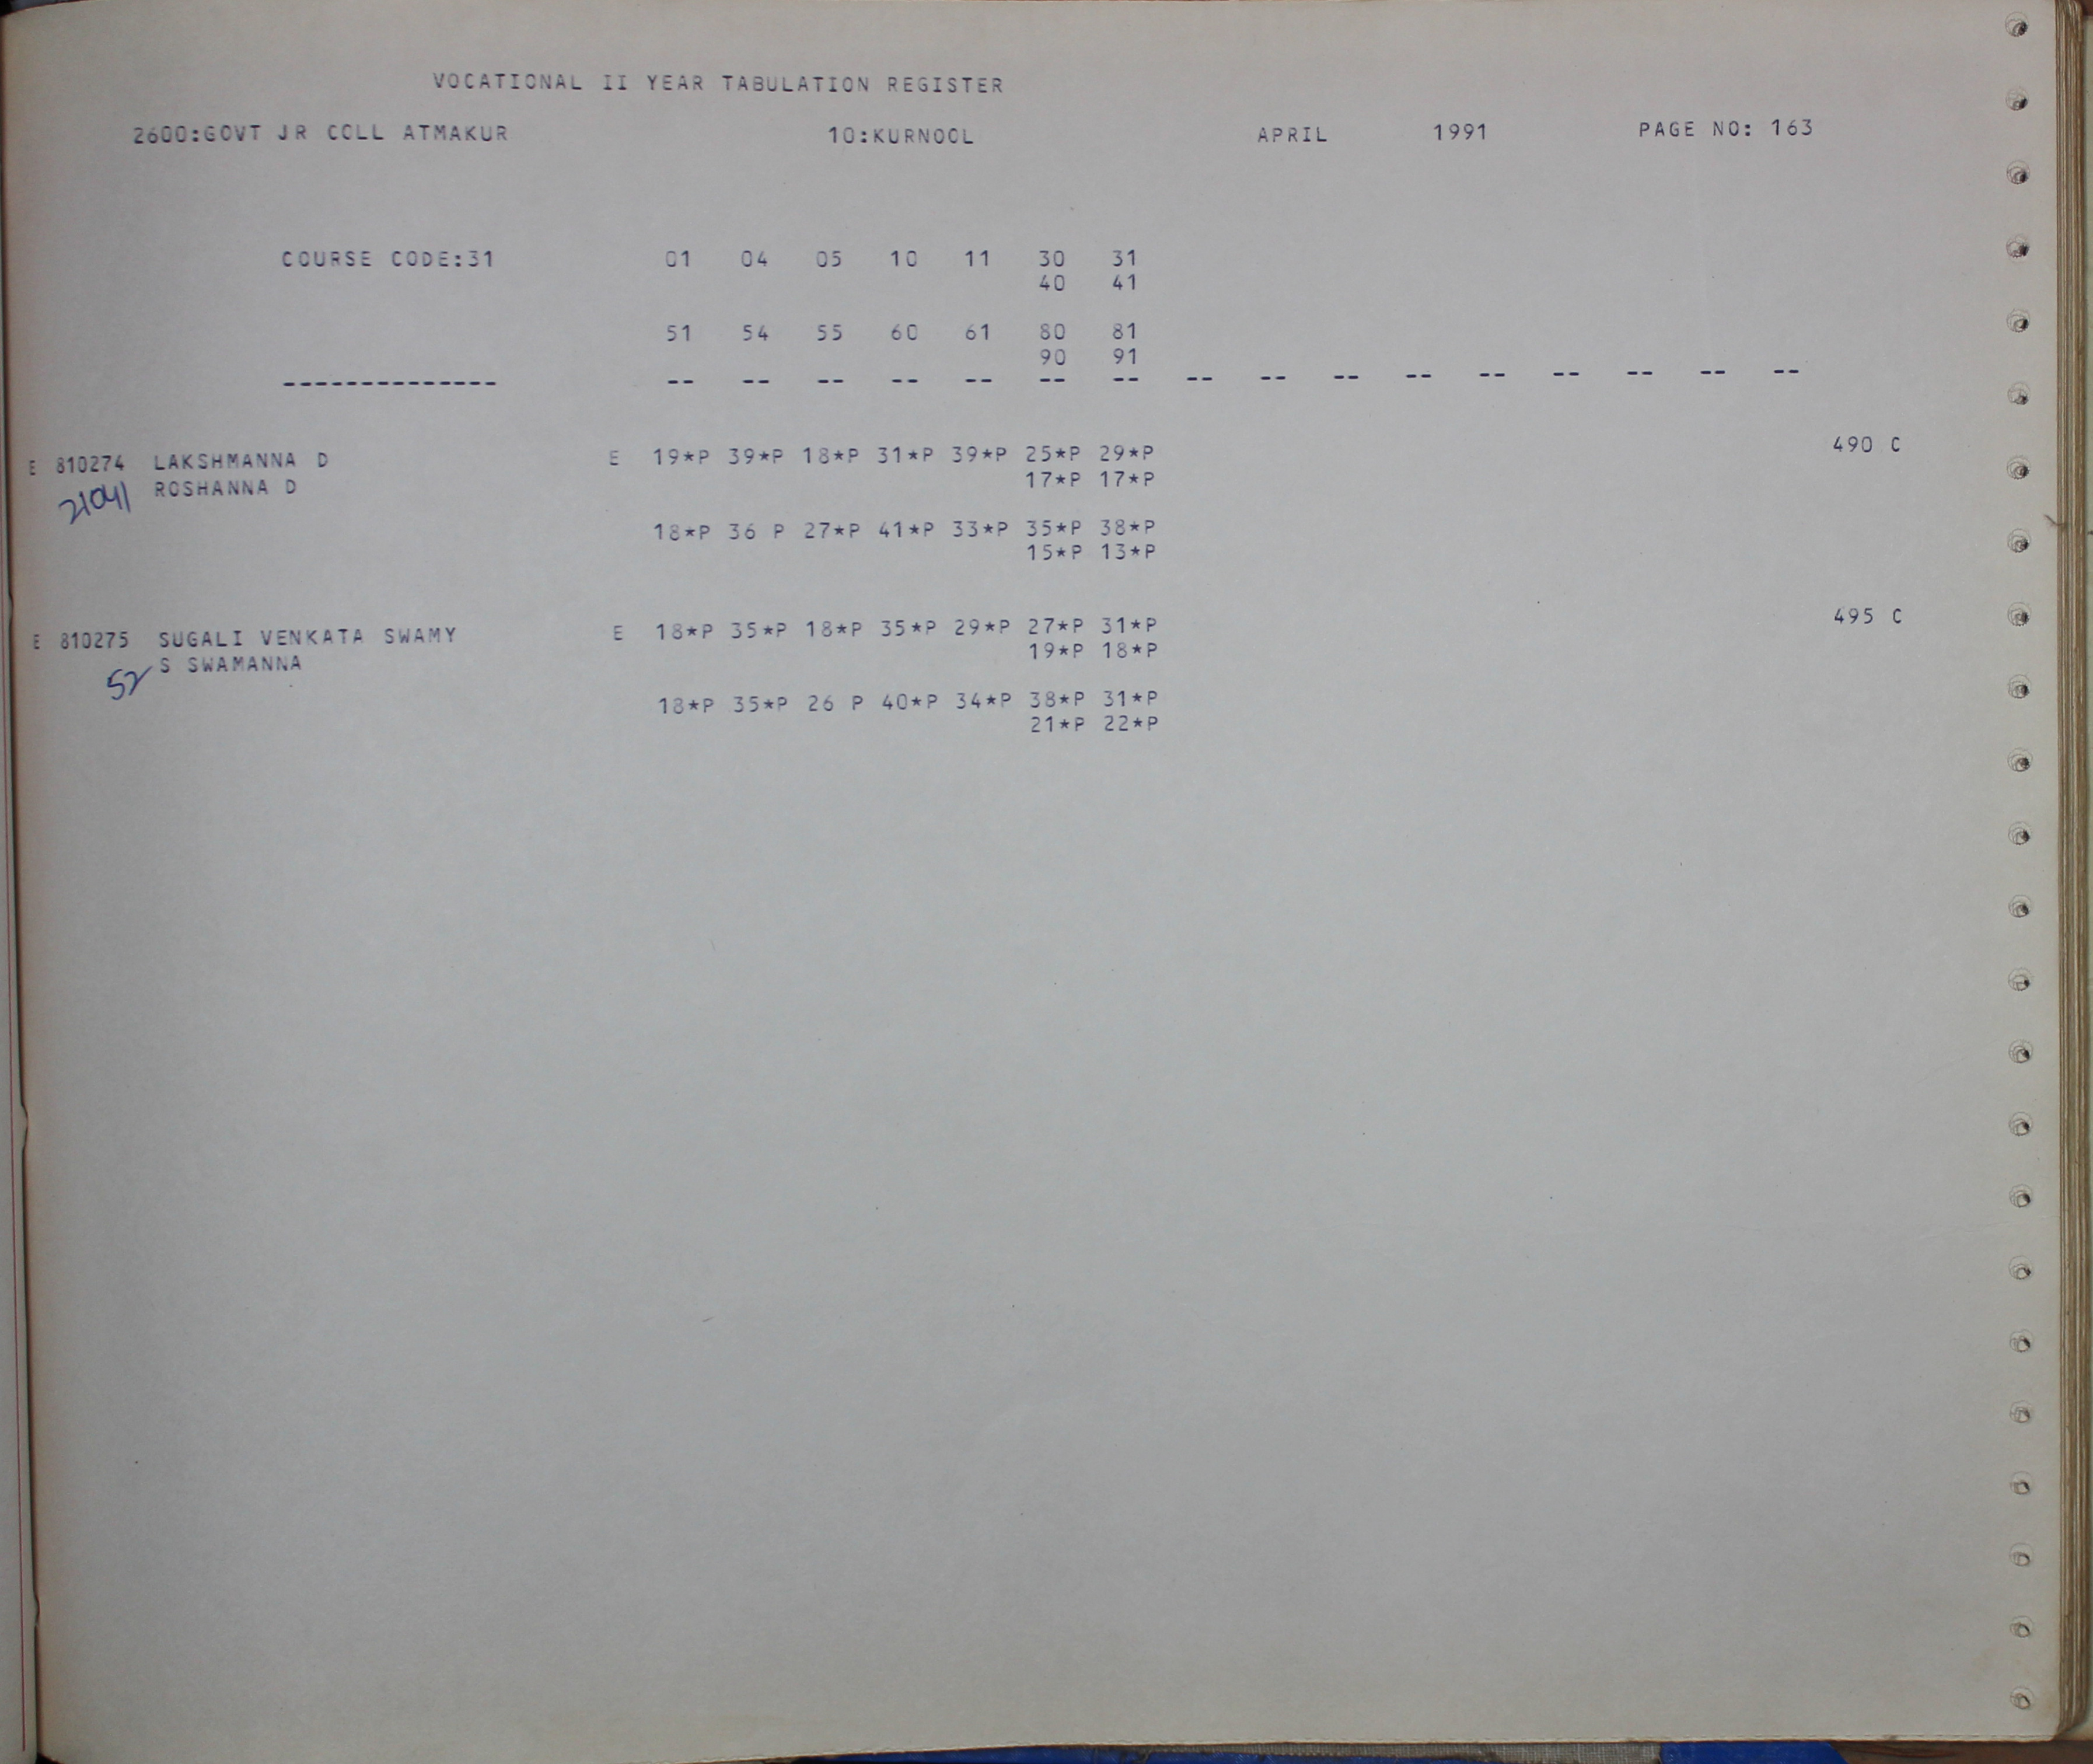 VOCATIONAL II YEAR TABULATION REGISTER
2600:GOVT JR COLL ATMAKUR 10:KURNOOL APRIL 1991 PAGE NO: 163
COURSE CODE:31 01 04 05 10 11 30 31
40 41
51 54 55 60 61 80 81
90 91
-------------- -- -- -- -- -- -- -- -- -- -- -- -- -- -- -- --
E 810274 LAKSHMANNA D E 19*P 39*P 18*P 31*P 39*P 25*P 29*P 490 C
21041 ROSHANNA D 17*P 17*P
18*P 36 P 27*P 41*P 33*P 35*P 38*P
15*P 13*P
E 810275 SUGALI VENKATA SWAMY E 18*P 35*P 18*P 35*P 29*P 27*P 31*P 495 C
52 S SWAMANNA 19*P 18*P
18*P 35*P 26 P 40*P 34*P 38*P 31*P
21*P 22*P